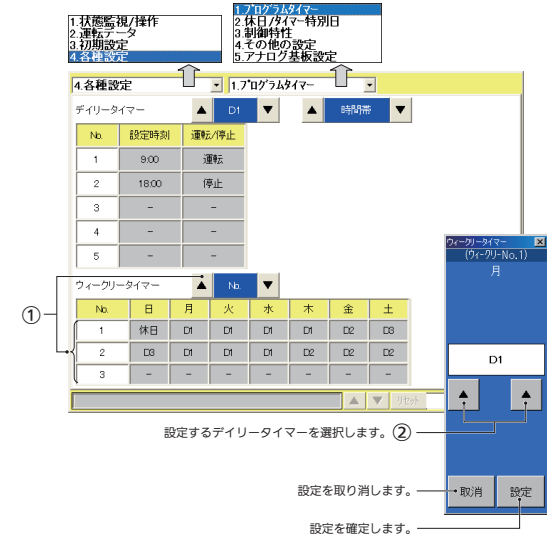 1.状態監視/操作
2.運転データ
3.初期設定
4.各種設定
1.プログラムタイマー
2.休日/タイマー特別日
3.制御特性
4.その他の設定
5.アナログ基板設定
4.各種設定 1.プログラムタイマー
デイリータイマー ▲ D1 ▼ ▲ 時間帯 ▼
No. 設定時刻 運転/停止
1 9:00 運転
2 18:00 停止
3 － －
4 － －
5 － －
ウィークリータイマー ▲ No. ▼
No. 日 月 火 水 木 金 土
1 休日 D1 D1 D1 D1 D2 D3
2 D3 D1 D1 D1 D2 D2 D2
3 － － － － － － －
▲ ▼ リセット
①
ウィークリータイマー
(ウィークリーNo.1)
月
D1
▲ ▲
取消 設定
設定するデイリータイマーを選択します。②
設定を取り消します。
設定を確定します。